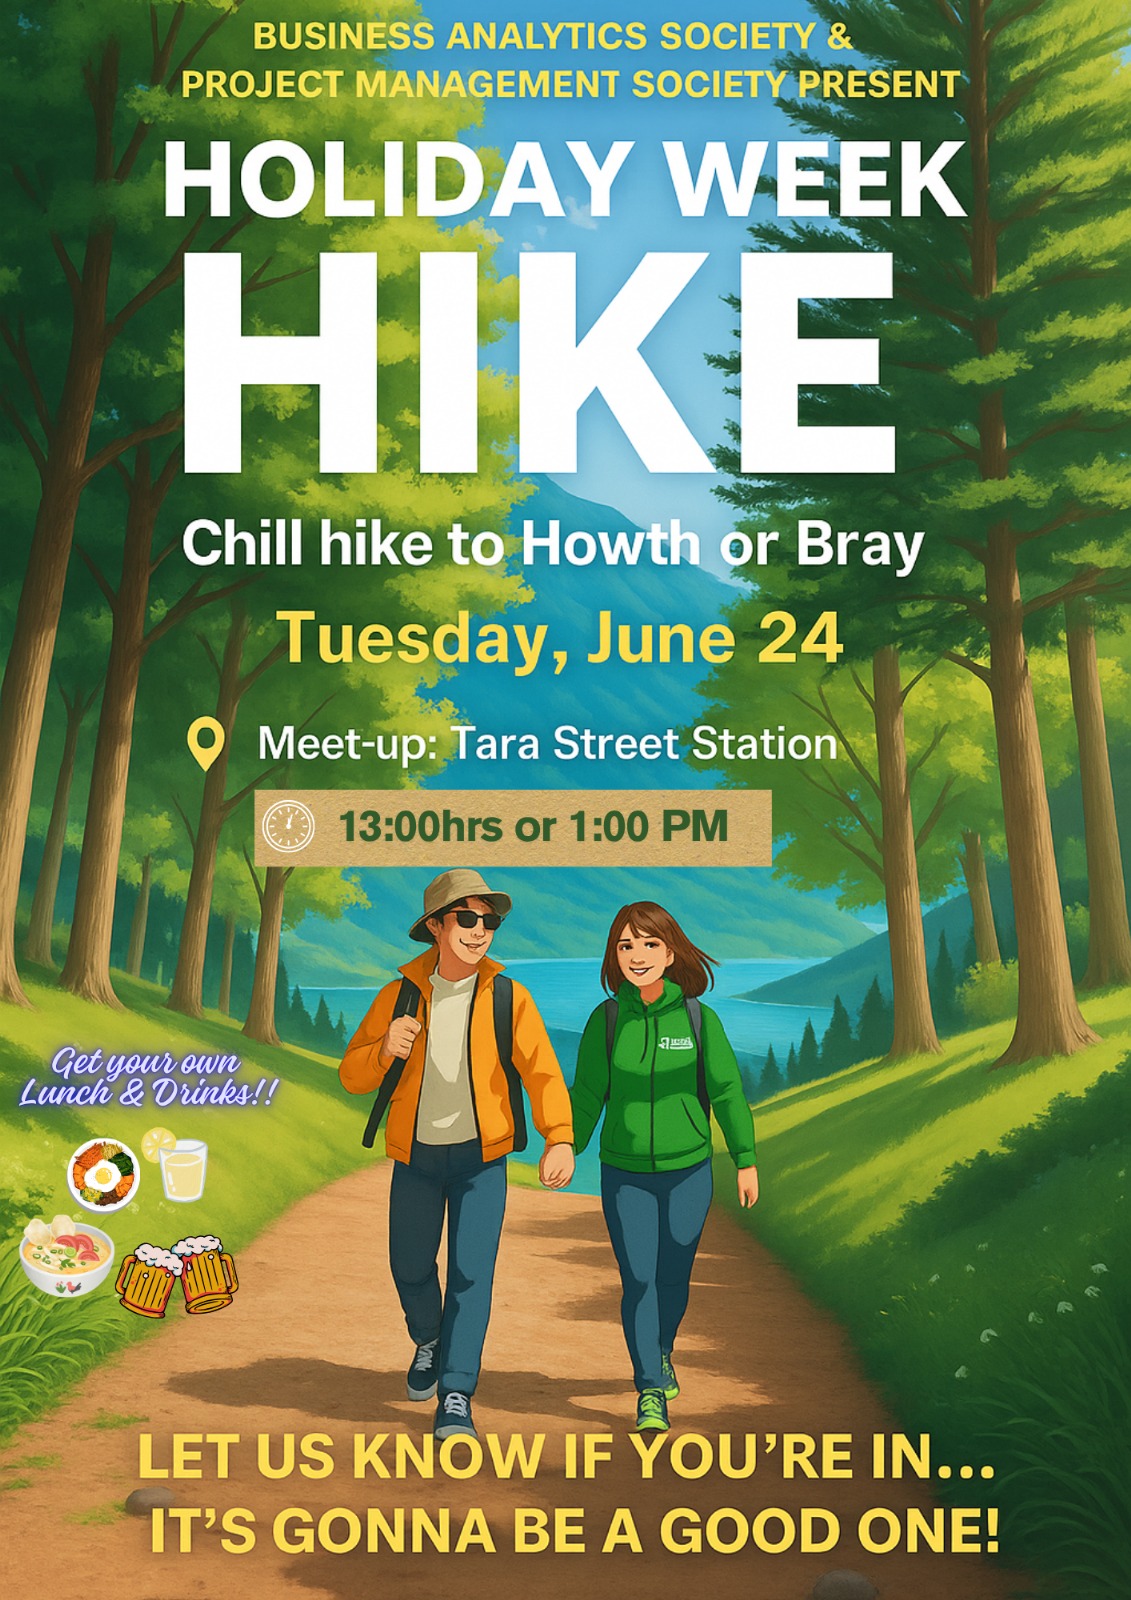 BUSINESS ANALYTICS SOCIETY &
PROJECT MANAGEMENT SOCIETY PRESENT
HOLIDAY WEEK
HIKE
Chill hike to Howth or Bray
Tuesday, June 24
Meet-up: Tara Street Station
13:00hrs or 1:00 PM
Get your own
Lunch & Drinks!!
LET US KNOW IF YOU’RE IN...
IT’S GONNA BE A GOOD ONE!